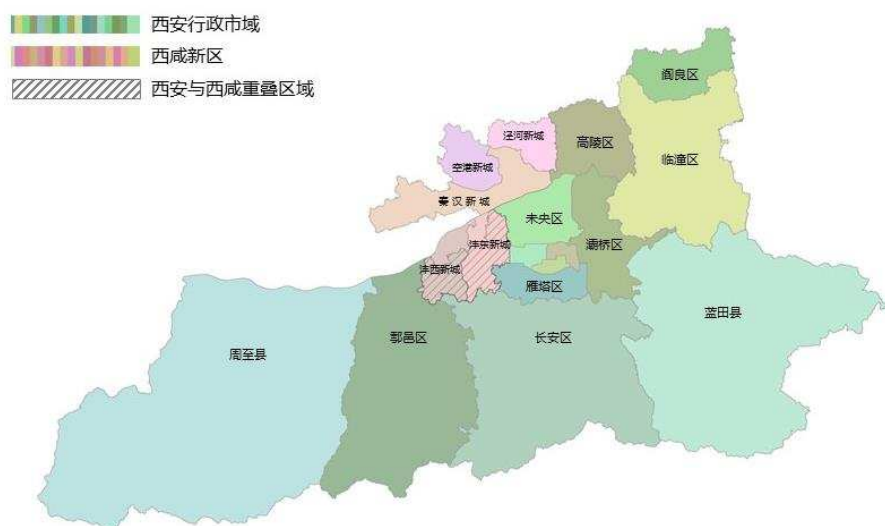 西安行政市域
西咸新区
西安与西咸重叠区域
阎良区
泾河新城
高陵区
临潼区
空港新城
秦汉新城
未央区
沣东新城
灞桥区
沣西新城
雁塔区
蓝田县
周至县
鄠邑区
长安区